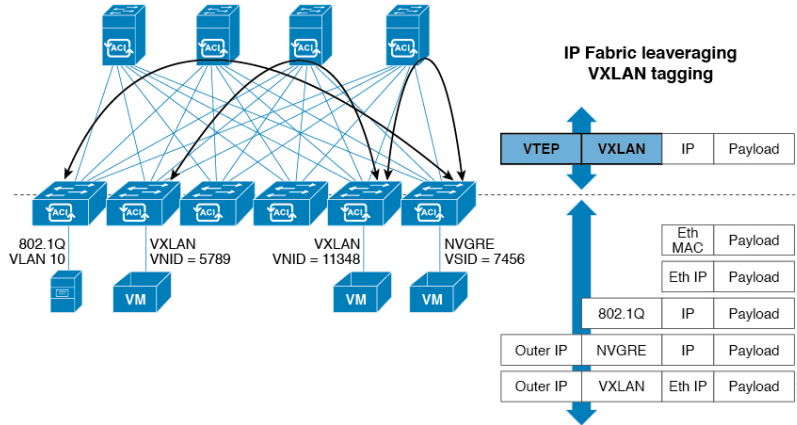 ACI ACI ACI ACI
IP Fabric leaveraging
VXLAN tagging
VTEP VXLAN IP Payload
ACI ACI ACI ACI ACI ACI
802.1Q
VLAN 10
VXLAN
VNID = 5789
VXLAN
VNID = 11348
NVGRE
VSID = 7456
VM VM VM
Eth
MAC
Payload
Eth IP Payload
802.1Q IP Payload
Outer IP NVGRE IP Payload
Outer IP VXLAN Eth IP Payload